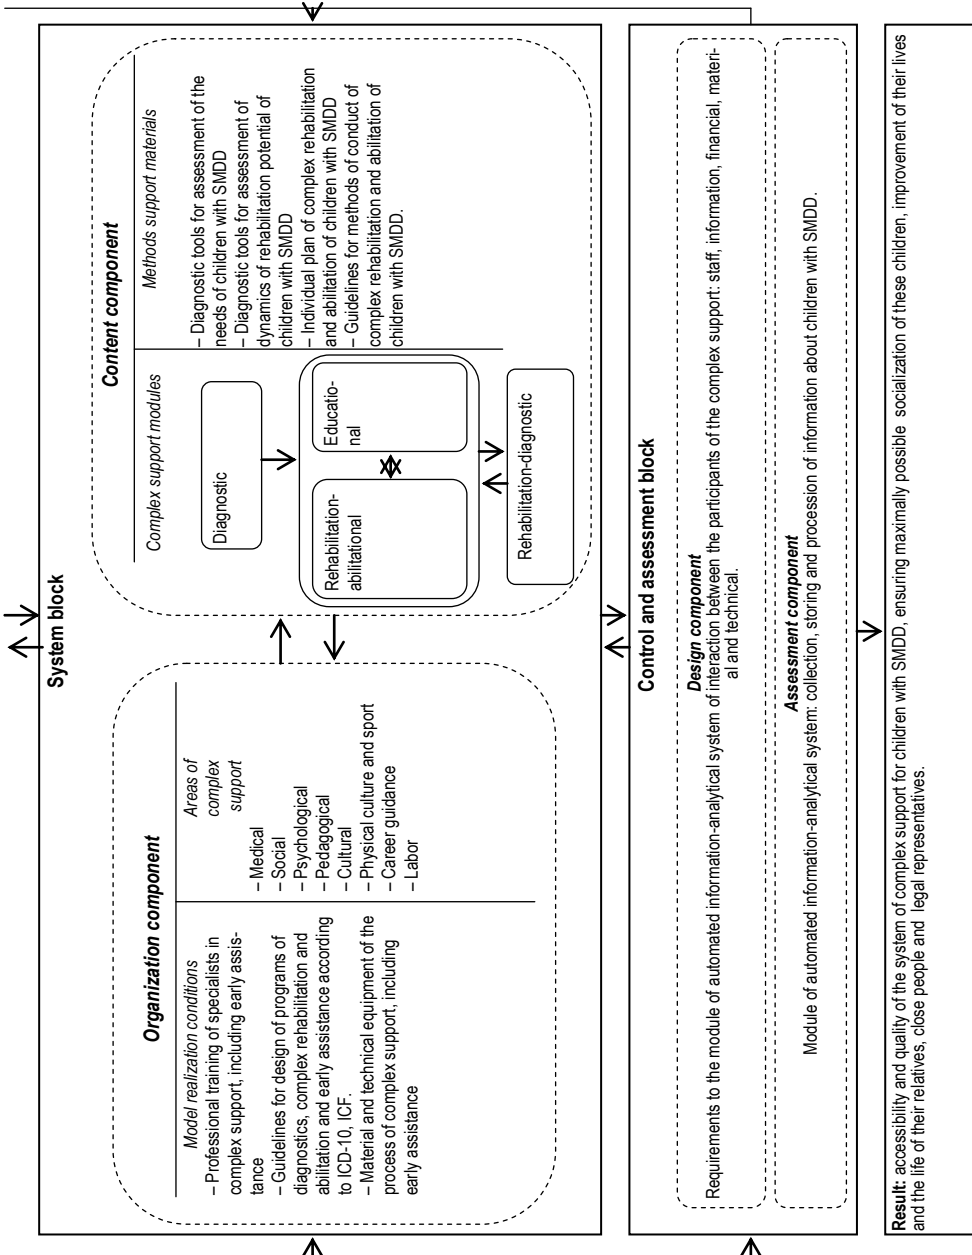 System block
Organization component
Model realization conditions
– Professional training of specialists in
complex support, including early assis-
tance
– Guidelines for design of programs of
diagnostics, complex rehabilitation and
abilitation and early assistance according
to ICD-10, ICF.
– Material and technical equipment of the
process of complex support, including
early assistance
Areas of
complex
support
– Medical
– Social
– Psychological
– Pedagogical
– Cultural
– Physical culture and sport
– Career guidance
– Labor
Content component
Complex support modules
Diagnostic
Rehabilitation-
abilitational
Educatio-
nal
Rehabilitation-diagnostic
Methods support materials
– Diagnostic tools for assessment of the
needs of children with SMDD
– Diagnostic tools for assessment of
dynamics of rehabilitation potential of
children with SMDD
– Individual plan of complex rehabilitation
and abilitation of children with SMDD
– Guidelines for methods of conduct of
complex rehabilitation and abilitation of
children with SMDD.
Control and assessment block
Design component
Requirements to the module of automated information-analytical system of interaction between the participants of the complex support: staff, information, financial, materi-
al and technical.
Assessment component
Module of automated information-analytical system: collection, storing and procession of information about children with SMDD.
Result: accessibility and quality of the system of complex support for children with SMDD, ensuring maximally possible socialization of these children, improvement of their lives
and the life of their relatives, close people and legal representatives.